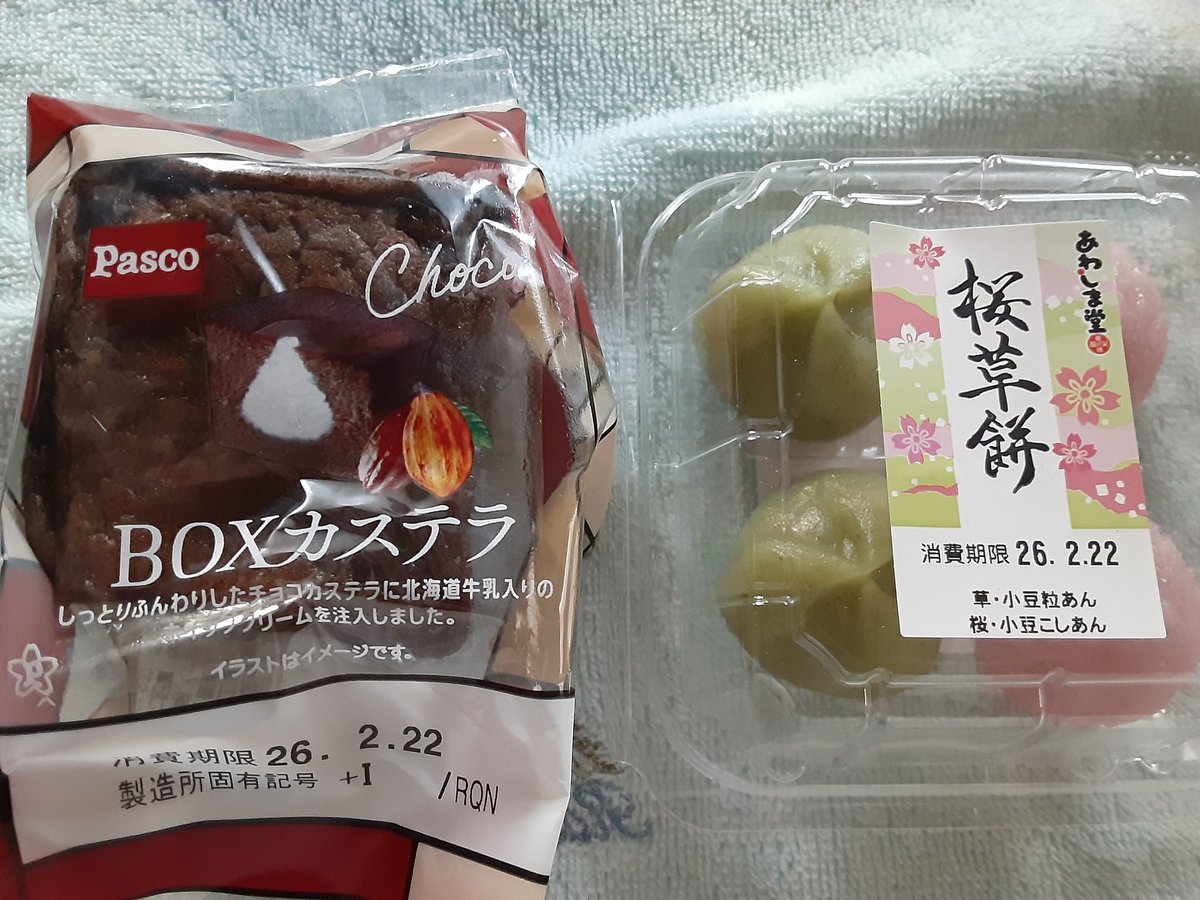 Pasco
Choco
BOXカステラ
しっとりふんわりしたチョコカステラに北海道牛乳入りの
ホイップクリームを注入しました。
イラストはイメージです。
消費期限 26. 2.22
製造所固有記号 +I /RQN
あわしま堂
桜草餅
消費期限 26. 2.22
草・小豆粒あん
桜・小豆こしあん